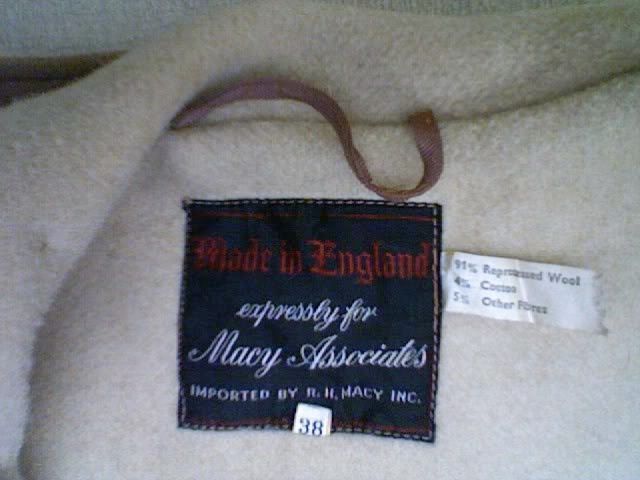 Made in England
expressly for
Macy Associates
IMPORTED BY R. H. MACY INC.
38
91% Reprocessed Wool
4% Cotton
5% Other Fibres